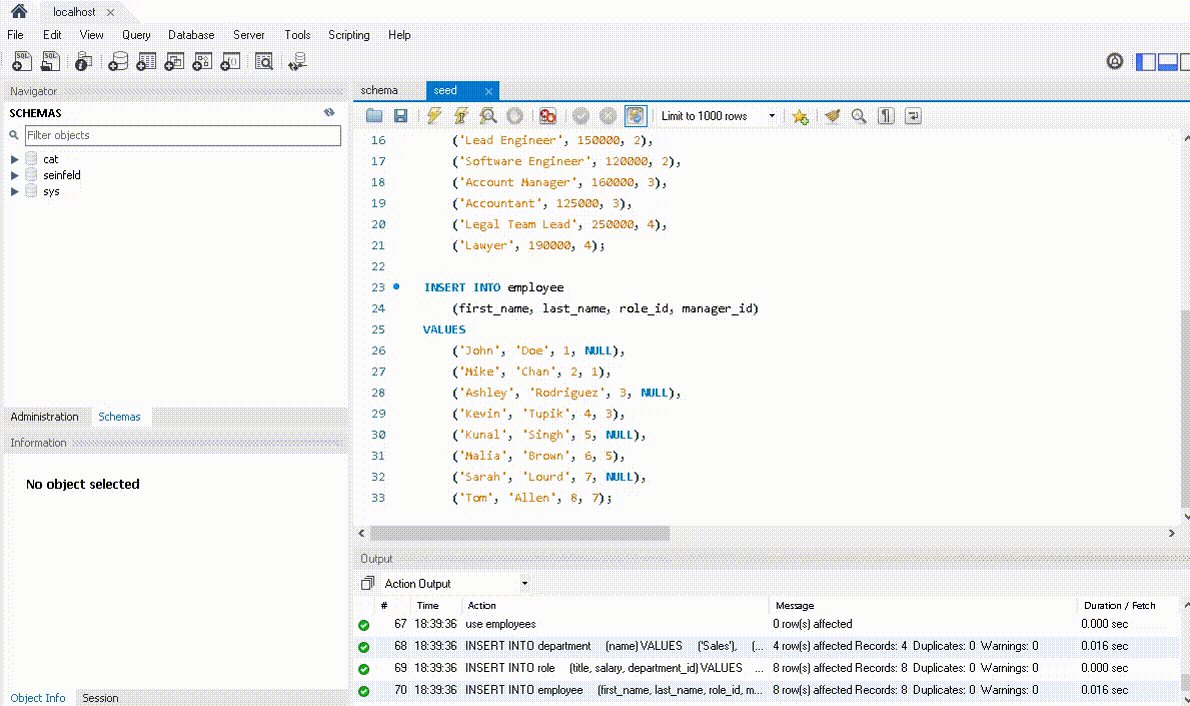 localhost
File Edit View Query Database Server Tools Scripting Help
SQL SQL
Navigator
SCHEMAS
Filter objects
cat
seinfeld
sys
Administration Schemas
Information
No object selected
Object Info Session
schema seed
Limit to 1000 rows
16 ('Lead Engineer', 150000, 2),
17 ('Software Engineer', 120000, 2),
18 ('Account Manager', 160000, 3),
19 ('Accountant', 125000, 3),
20 ('Legal Team Lead', 250000, 4),
21 ('Lawyer', 190000, 4);
22
23 INSERT INTO employee
24 (first_name, last_name, role_id, manager_id)
25 VALUES
26 ('John', 'Doe', 1, NULL),
27 ('Mike', 'Chan', 2, 1),
28 ('Ashley', 'Rodriguez', 3, NULL),
29 ('Kevin', 'Tupik', 4, 3),
30 ('Kunal', 'Singh', 5, NULL),
31 ('Malia', 'Brown', 6, 5),
32 ('Sarah', 'Lourd', 7, NULL),
33 ('Tom', 'Allen', 8, 7);
Output
Action Output
# Time Action Message Duration / Fetch
67 18:39:36 use employees 0 row(s) affected 0.000 sec
68 18:39:36 INSERT INTO department (name) VALUES ('Sales'), (... 4 row(s) affected Records: 4 Duplicates: 0 Warnings: 0 0.016 sec
69 18:39:36 INSERT INTO role (title, salary, department_id) VALUES ... 8 row(s) affected Records: 8 Duplicates: 0 Warnings: 0 0.000 sec
70 18:39:36 INSERT INTO employee (first_name, last_name, role_id, m... 8 row(s) affected Records: 8 Duplicates: 0 Warnings: 0 0.016 sec